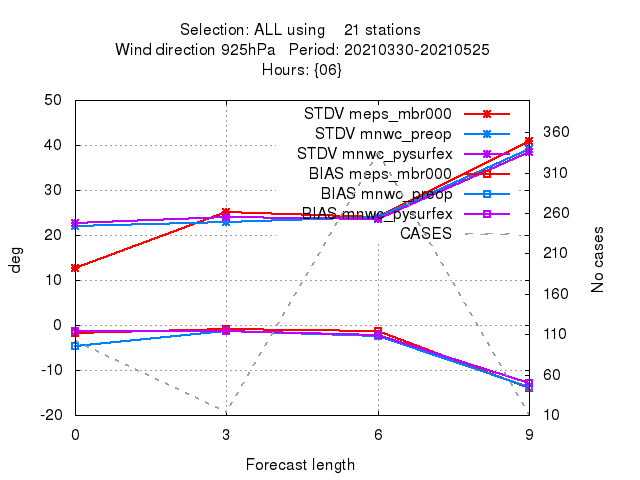 Selection: ALL using    21 stations
Wind direction 925hPa   Period: 20210330-20210525
Hours: {06}
50
40
30
20
10
0
-10
-20
deg
STDV meps_mbr000
STDV mnwc_preop
STDV mnwc_pysurfex
BIAS meps_mbr000
BIAS mnwc_preop
BIAS mnwc_pysurfex
CASES
360
310
260
210
160
110
60
10
No cases
0 3 6 9
Forecast length